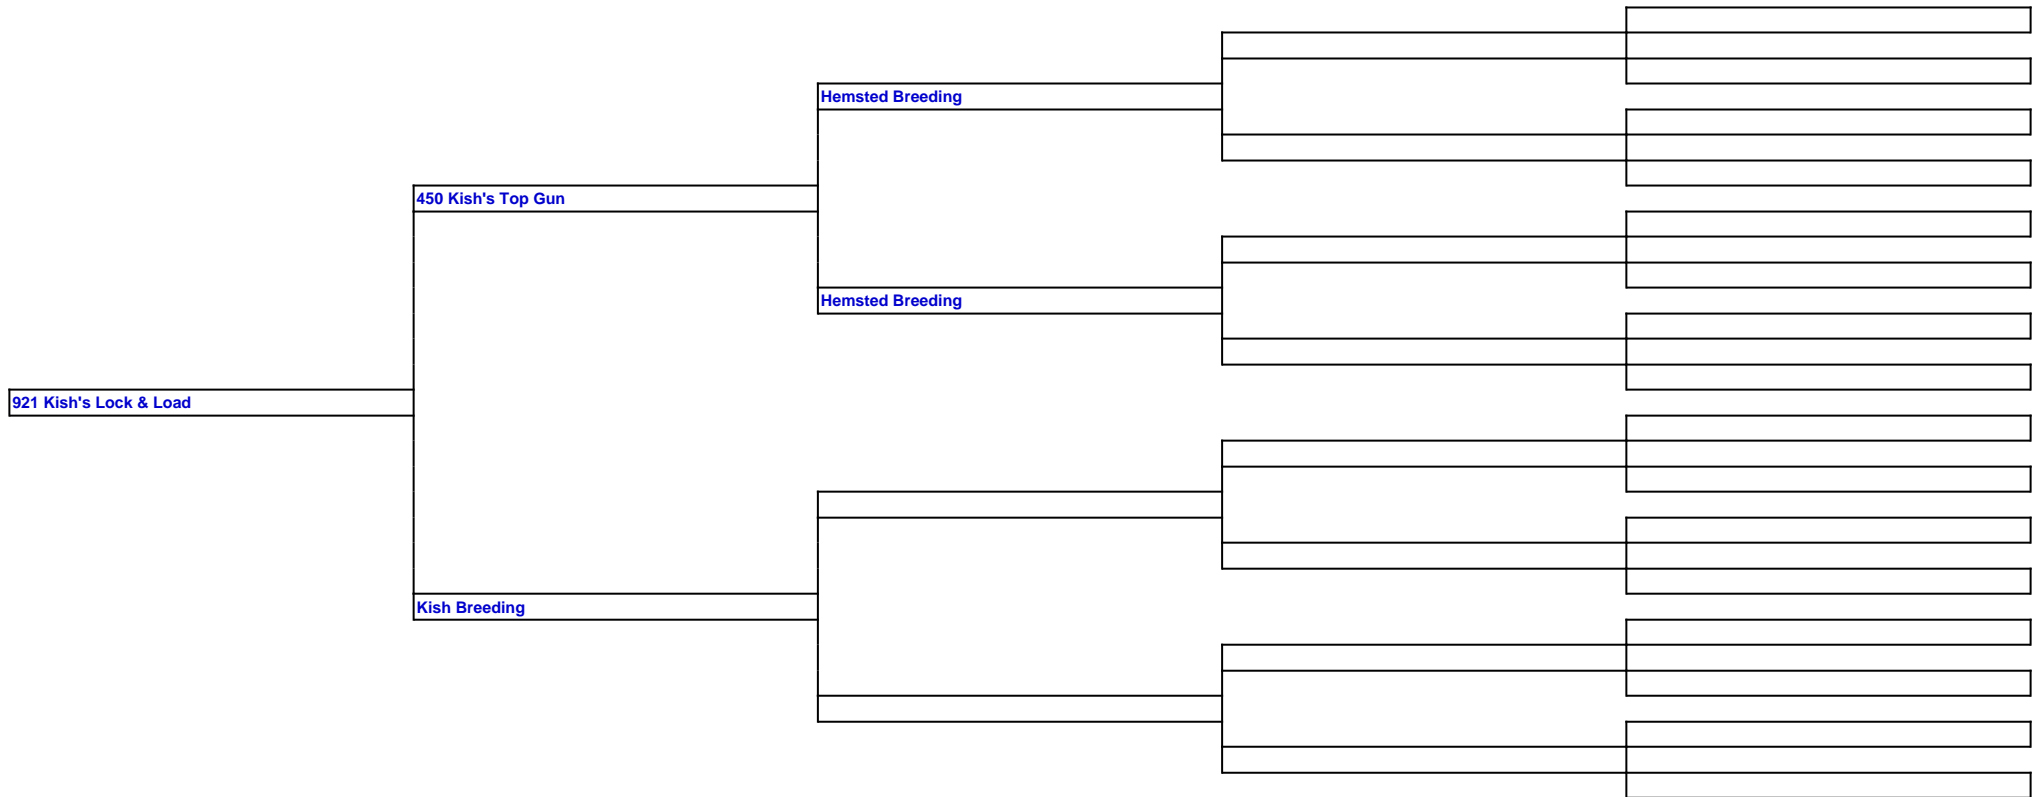 Hemsted Breeding
450 Kish's Top Gun
Hemsted Breeding
921 Kish's Lock & Load
Kish Breeding